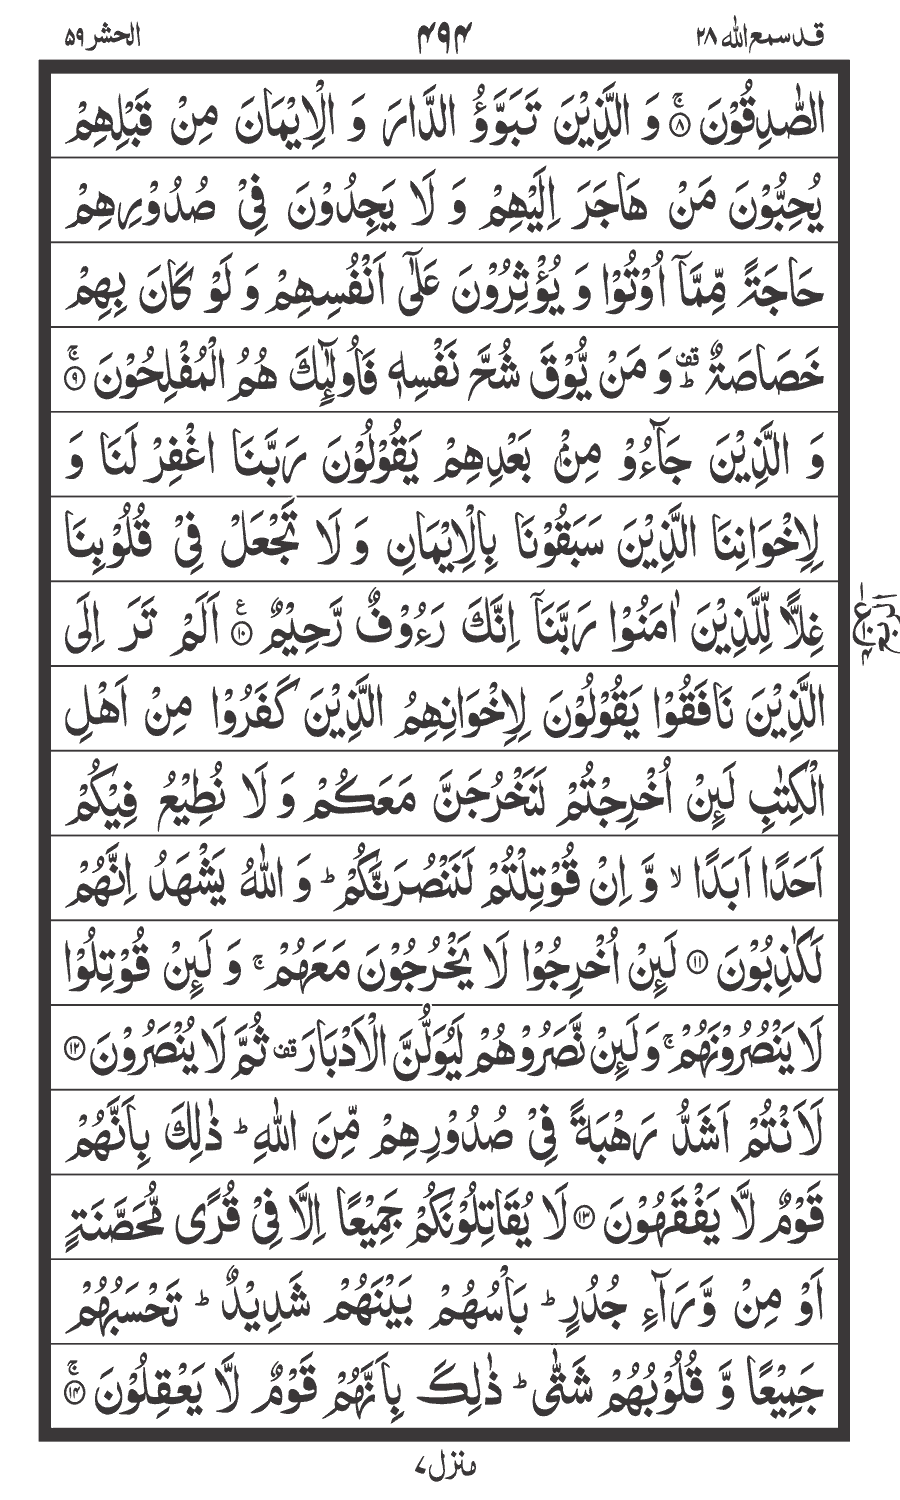 قد سمع الله ۲۸ ۴۹۴ الحشر ۵۹
الصّٰدِقُوْنَ ۚ﴿۸﴾ وَ الَّذِيْنَ تَبَوَّؤُ الدَّارَ وَ الْاِيْمَانَ مِنْ قَبْلِهِمْ
يُحِبُّوْنَ مَنْ هَاجَرَ اِلَيْهِمْ وَ لَا يَجِدُوْنَ فِيْ صُدُوْرِهِمْ
حَاجَةً مِّمَّاۤ اُوْتُوْا وَ يُؤْثِرُوْنَ عَلٰۤى اَنْفُسِهِمْ وَ لَوْ كَانَ بِهِمْ
خَصَاصَةٌ ؕ۫ وَ مَنْ يُّوْقَ شُحَّ نَفْسِهٖ فَاُولٰٓئِكَ هُمُ الْمُفْلِحُوْنَ ۚ﴿۹﴾
وَ الَّذِيْنَ جَآءُوْ مِنْۢ بَعْدِهِمْ يَقُوْلُوْنَ رَبَّنَا اغْفِرْ لَنَا وَ
لِاِخْوَانِنَا الَّذِيْنَ سَبَقُوْنَا بِالْاِيْمَانِ وَ لَا تَجْعَلْ فِيْ قُلُوْبِنَا
غِلًّا لِّلَّذِيْنَ اٰمَنُوْا رَبَّنَاۤ اِنَّكَ رَءُوْفٌ رَّحِيْمٌ ﴿۱۰﴾ ع اَلَمْ تَرَ اِلَى
الَّذِيْنَ نَافَقُوْا يَقُوْلُوْنَ لِاِخْوَانِهِمُ الَّذِيْنَ كَفَرُوْا مِنْ اَهْلِ
الْكِتٰبِ لَئِنْ اُخْرِجْتُمْ لَنَخْرُجَنَّ مَعَكُمْ وَ لَا نُطِيْعُ فِيْكُمْ
اَحَدًا اَبَدًا ۙ وَّ اِنْ قُوْتِلْتُمْ لَنَنْصُرَنَّكُمْ ؕ وَ اللّٰهُ يَشْهَدُ اِنَّهُمْ
لَكٰذِبُوْنَ ﴿۱۱﴾ لَئِنْ اُخْرِجُوْا لَا يَخْرُجُوْنَ مَعَهُمْ ۚ وَ لَئِنْ قُوْتِلُوْا
لَا يَنْصُرُوْنَهُمْ ۚ وَ لَئِنْ نَّصَرُوْهُمْ لَيُوَلُّنَّ الْاَدْبَارَ ۫ ثُمَّ لَا يُنْصَرُوْنَ ﴿۱۲﴾
لَاَنْتُمْ اَشَدُّ رَهْبَةً فِيْ صُدُوْرِهِمْ مِّنَ اللّٰهِ ؕ ذٰلِكَ بِاَنَّهُمْ
قَوْمٌ لَّا يَفْقَهُوْنَ ﴿۱۳﴾ لَا يُقَاتِلُوْنَكُمْ جَمِيْعًا اِلَّا فِيْ قُرًى مُّحَصَّنَةٍ
اَوْ مِنْ وَّرَآءِ جُدُرٍ ؕ بَاْسُهُمْ بَيْنَهُمْ شَدِيْدٌ ؕ تَحْسَبُهُمْ
جَمِيْعًا وَّ قُلُوْبُهُمْ شَتّٰى ؕ ذٰلِكَ بِاَنَّهُمْ قَوْمٌ لَّا يَعْقِلُوْنَ ۚ﴿۱۴﴾
منزل ۷